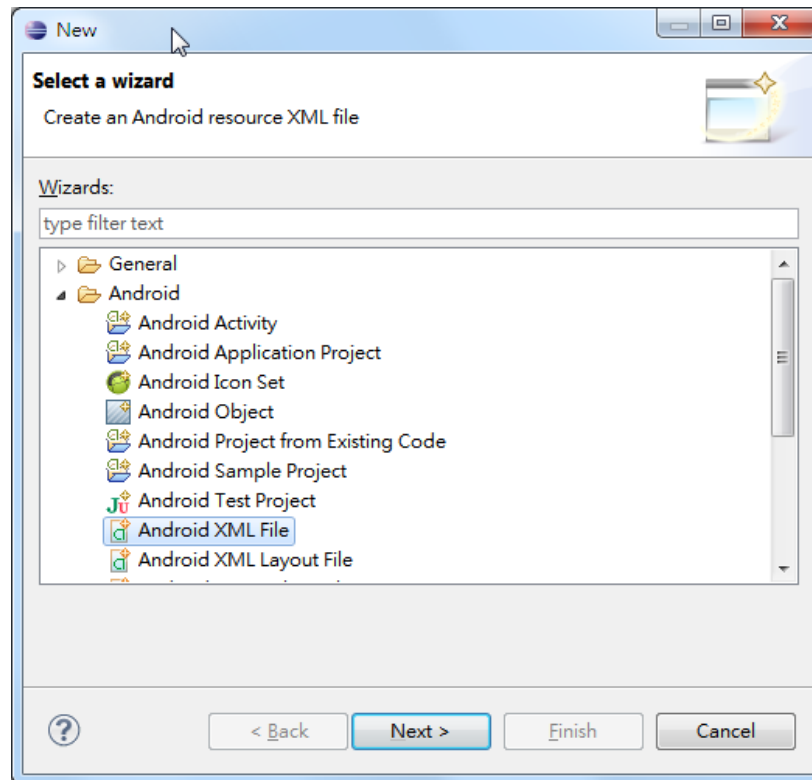 New
Select a wizard
Create an Android resource XML file
Wizards:
type filter text
General
Android
Android Activity
Android Application Project
Android Icon Set
Android Object
Android Project from Existing Code
Android Sample Project
Android Test Project
Android XML File
Android XML Layout File
< Back
Next >
Finish
Cancel